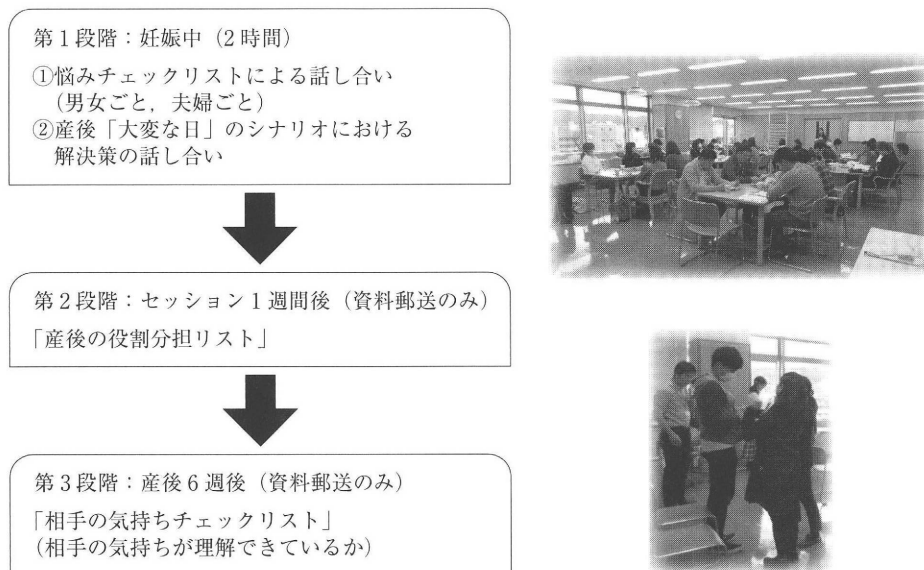 第1段階：妊娠中（2時間）
①悩みチェックリストによる話し合い
（男女ごと，夫婦ごと）
②産後「大変な日」のシナリオにおける
解決策の話し合い
第2段階：セッション1週間後（資料郵送のみ）
「産後の役割分担リスト」
第3段階：産後6週後（資料郵送のみ）
「相手の気持ちチェックリスト」
（相手の気持ちが理解できているか）